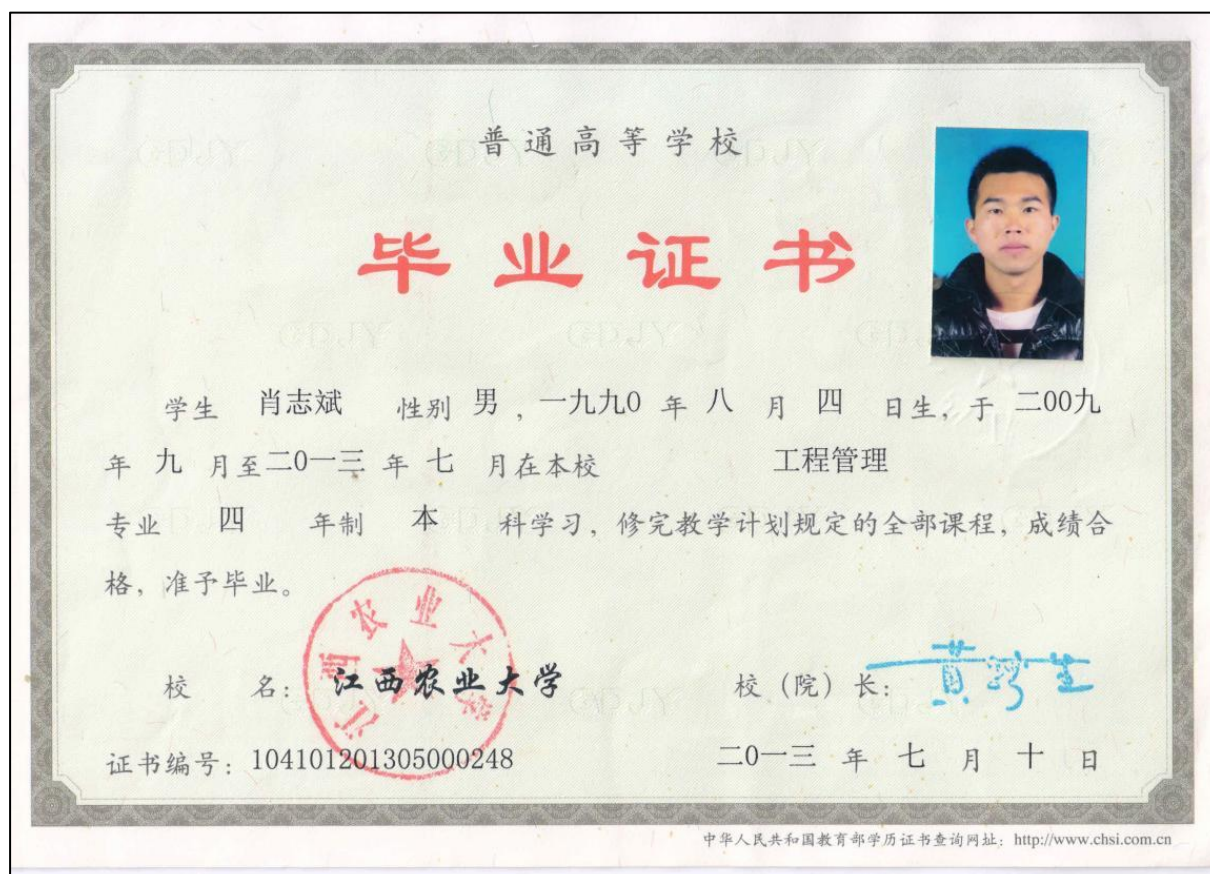 普通高等学校
毕业证书
学生 肖志斌 性别 男 ，一九九0 年 八 月 四 日生，于 二00九
年 九 月至二0一三 年 七 月在本校 工程管理
专业 四 年制 本 科学习，修完教学计划规定的全部课程，成绩合
格，准予毕业。
江西农业大学
校 名：江西农业大学 校（院）长：
证书编号：104101201305000248 二0一三 年 七 月 十 日
中华人民共和国教育部学历证书查询网址：http://www.chsi.com.cn